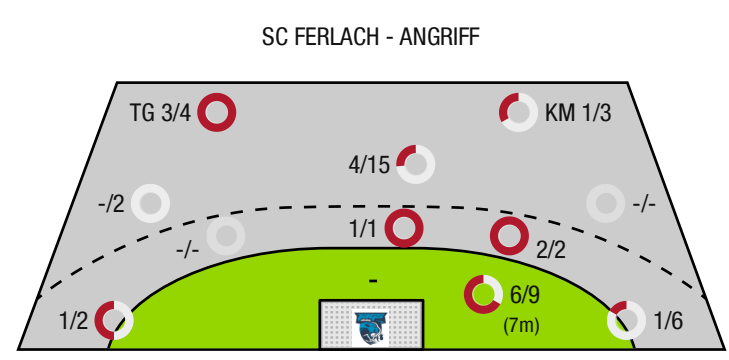 SC FERLACH - ANGRIFF
TG 3/4
KM 1/3
4/15
-/2
-/-
-/-
1/1
2/2
-
6/9
(7m)
1/2
1/6